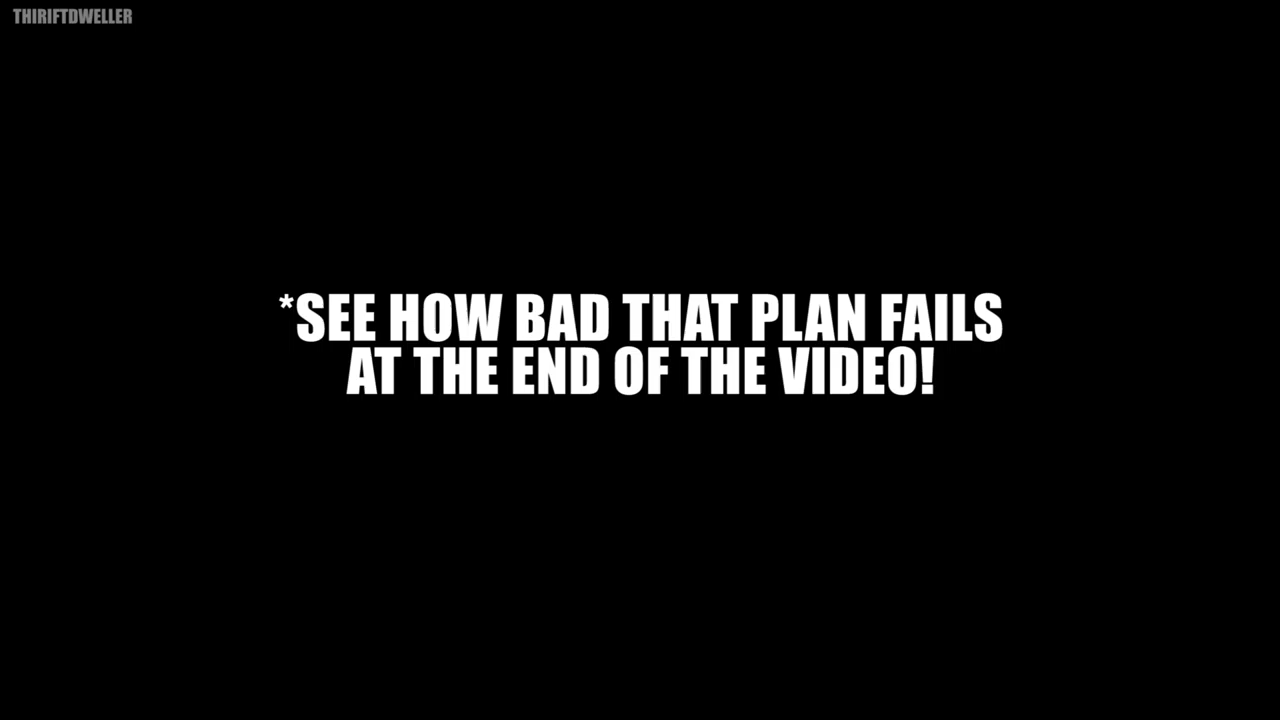 THIRIFTDWELLER
*SEE HOW BAD THAT PLAN FAILS
AT THE END OF THE VIDEO!